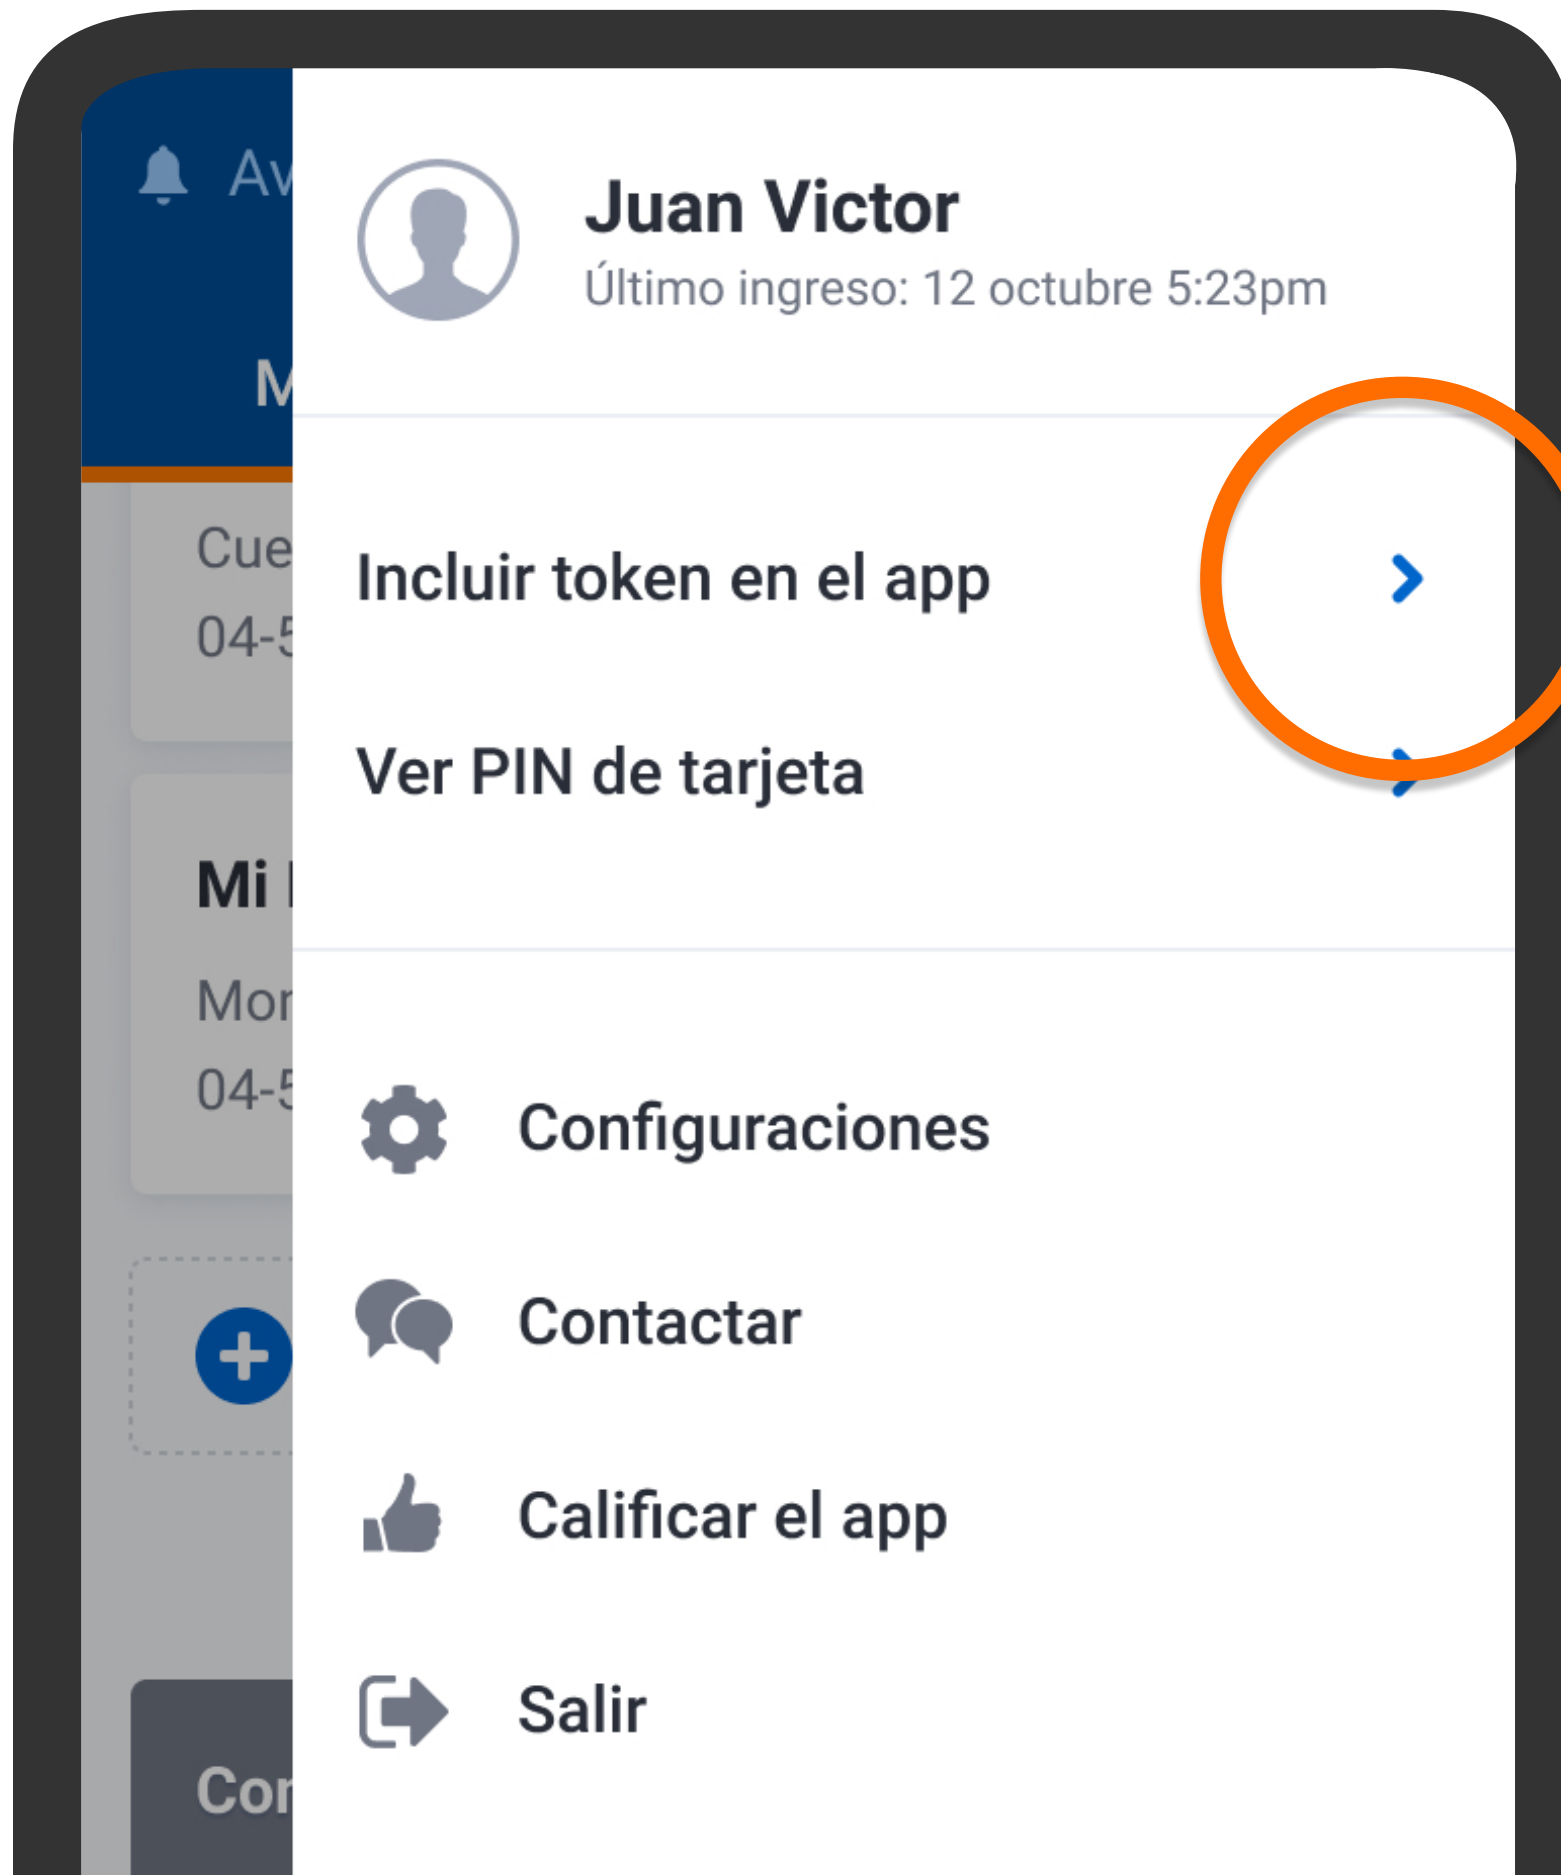 Juan Victor
Último ingreso: 12 octubre 5:23pm
Incluir token en el app
Ver PIN de tarjeta
Mi
Configuraciones
Contactar
Calificar el app
Salir